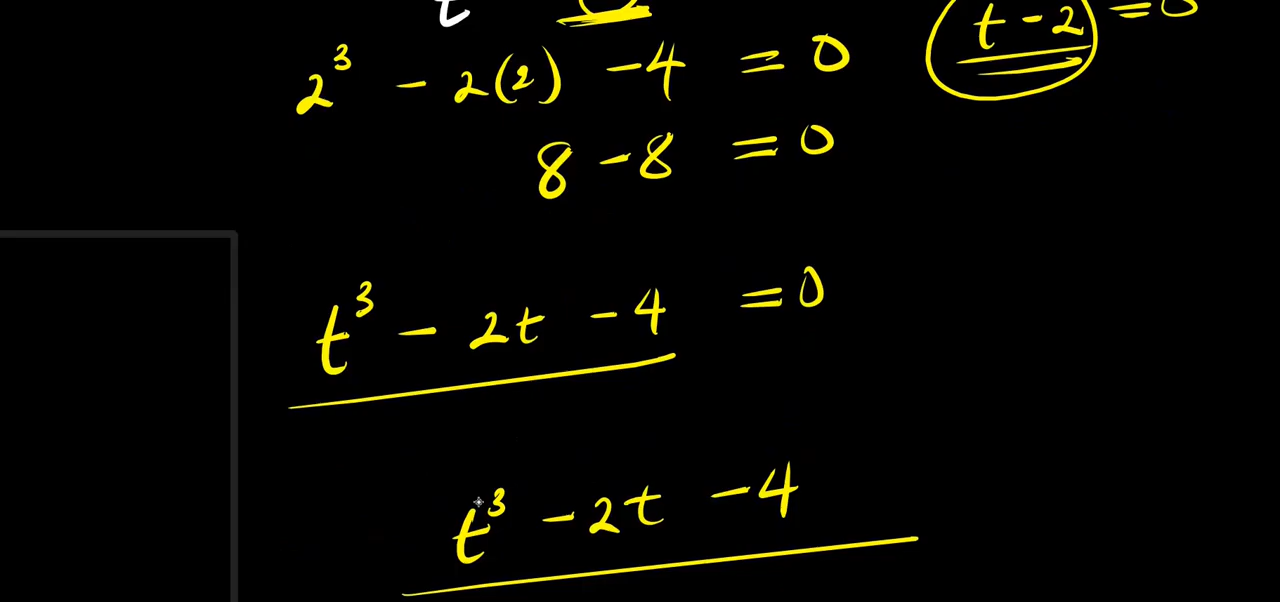 t
t - 2 = 0
2³ - 2(2) - 4 = 0
8 - 8 = 0
t³ - 2t - 4 = 0
t³ - 2t - 4